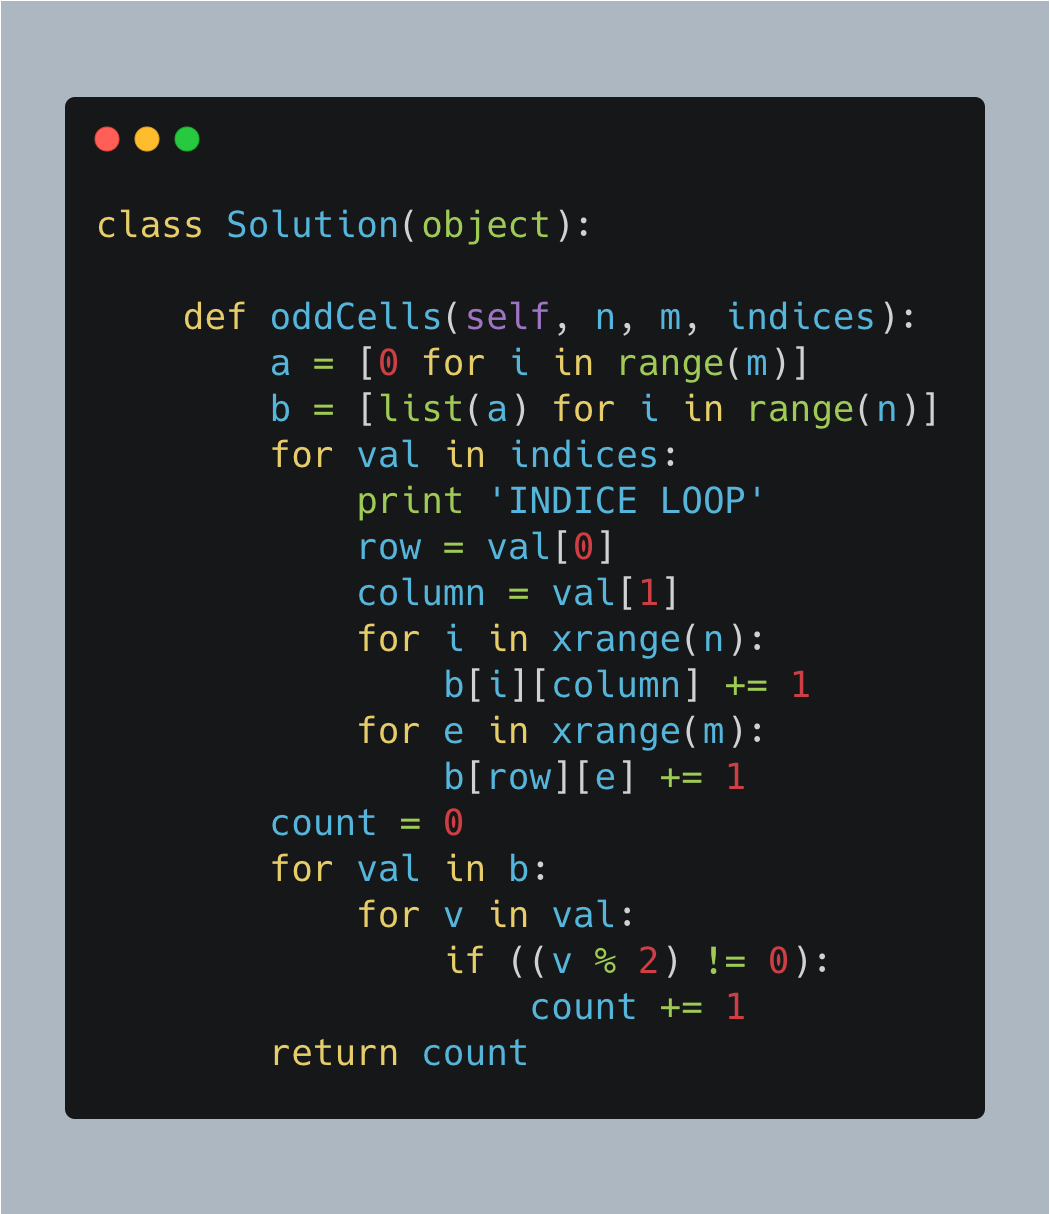 class Solution(object):

    def oddCells(self, n, m, indices):
        a = [0 for i in range(m)]
        b = [list(a) for i in range(n)]
        for val in indices:
            print 'INDICE LOOP'
            row = val[0]
            column = val[1]
            for i in xrange(n):
                b[i][column] += 1
            for e in xrange(m):
                b[row][e] += 1
        count = 0
        for val in b:
            for v in val:
                if ((v % 2) != 0):
                    count += 1
        return count